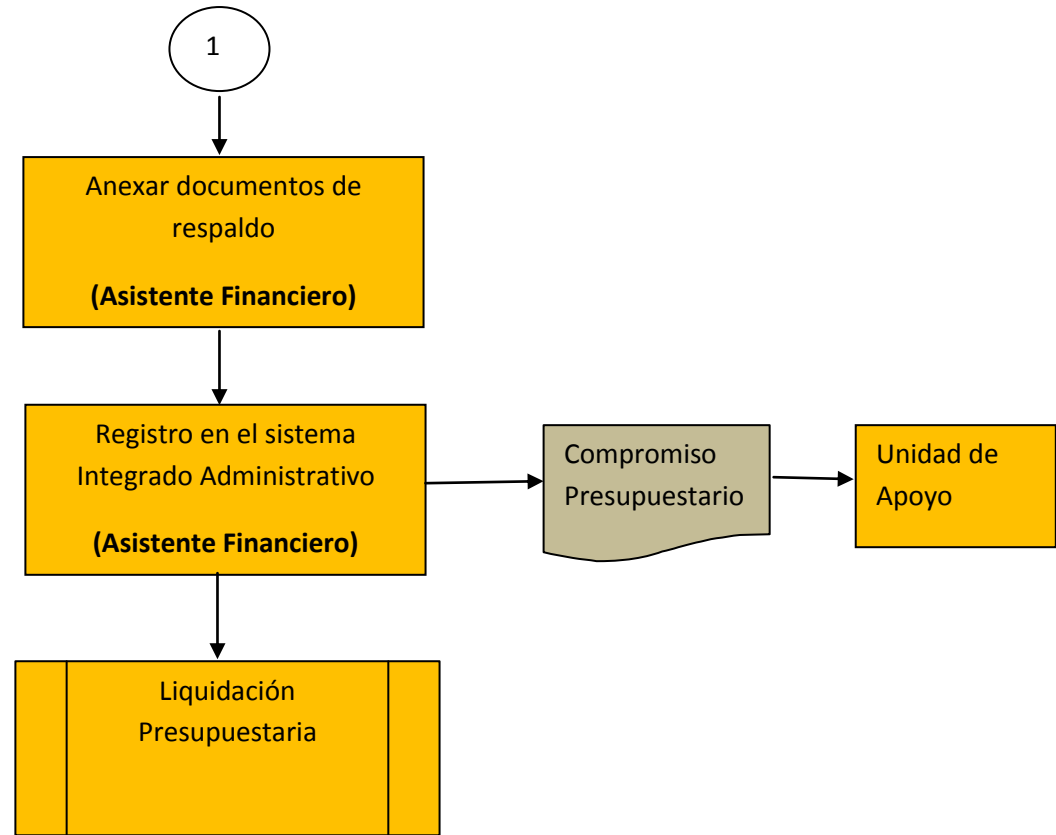 1
Anexar documentos de
respaldo
(Asistente Financiero)
Registro en el sistema
Integrado Administrativo
(Asistente Financiero)
Compromiso
Presupuestario
Unidad de
Apoyo
Liquidación
Presupuestaria